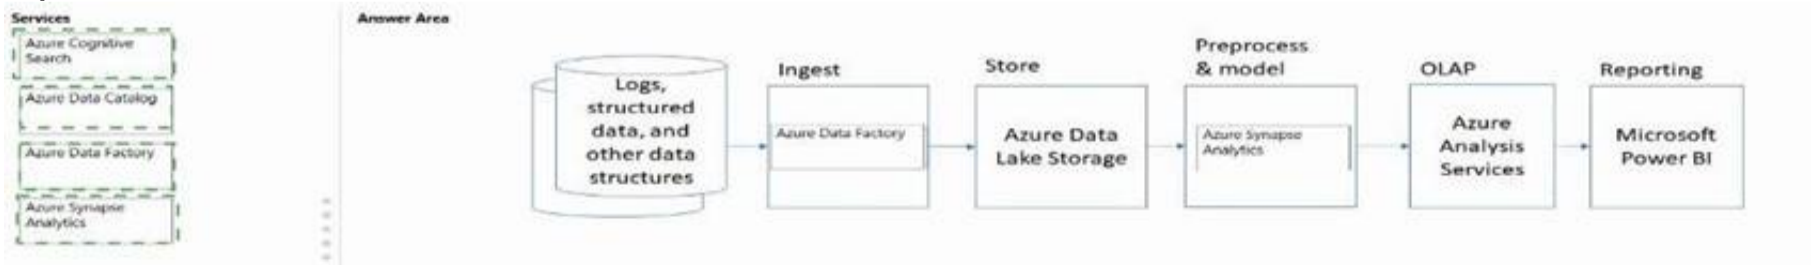 Services
Azure Cognitive
Search
Azure Data Catalog
Azure Data Factory
Azure Synapse
Analytics
Answer Area
Logs,
structured
data, and
other data
structures
Ingest
Azure Data Factory
Store
Azure Data
Lake Storage
Preprocess
& model
Azure Synapse
Analytics
OLAP
Azure
Analysis
Services
Reporting
Microsoft
Power BI